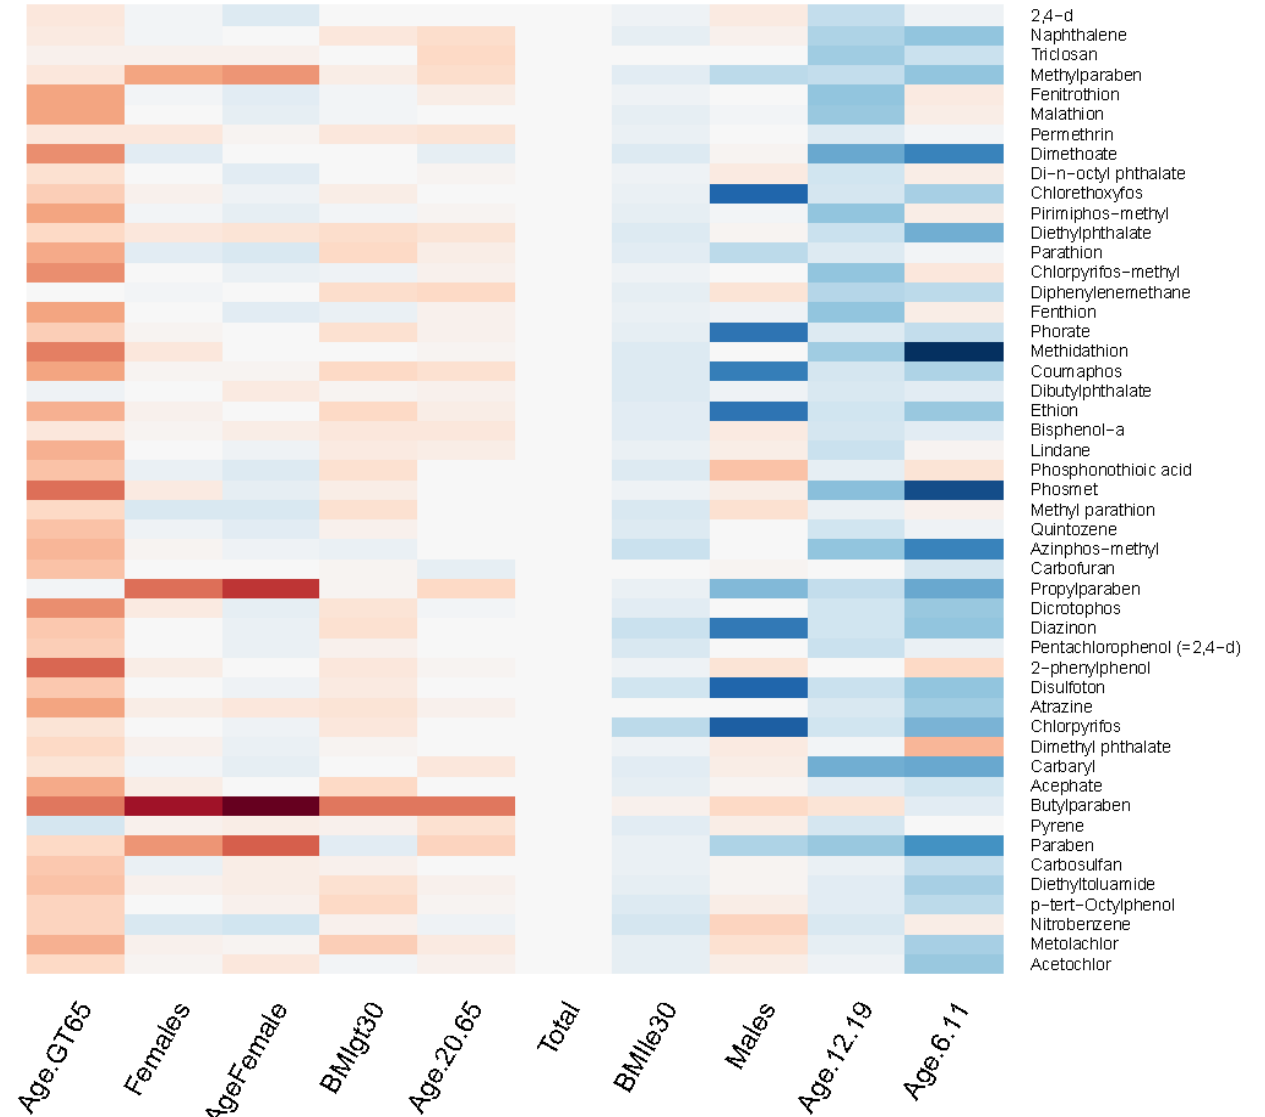 2,4−d
Naphthalene
Triclosan
Methylparaben
Fenitrothion
Malathion
Permethrin
Dimethoate
Di−n−octyl phthalate
Chlorethoxyfos
Pirimiphos−methyl
Diethylphthalate
Parathion
Chlorpyrifos−methyl
Diphenylenemethane
Fenthion
Phorate
Methidathion
Coumaphos
Dibutylphthalate
Ethion
Bisphenol−a
Lindane
Phosphonothioic acid
Phosmet
Methyl parathion
Quintozene
Azinphos−methyl
Carbofuran
Propylparaben
Dicrotophos
Diazinon
Pentachlorophenol (=2,4−d)
2−phenylphenol
Disulfoton
Atrazine
Chlorpyrifos
Dimethyl phthalate
Carbaryl
Acephate
Butylparaben
Pyrene
Paraben
Carbosulfan
Diethyltoluamide
p−tert−Octylphenol
Nitrobenzene
Metolachlor
Acetochlor
Age.GT65
Females
AgeFemale
BMIgt30
Age.20.65
Total
BMIle30
Males
Age.12.19
Age.6.11